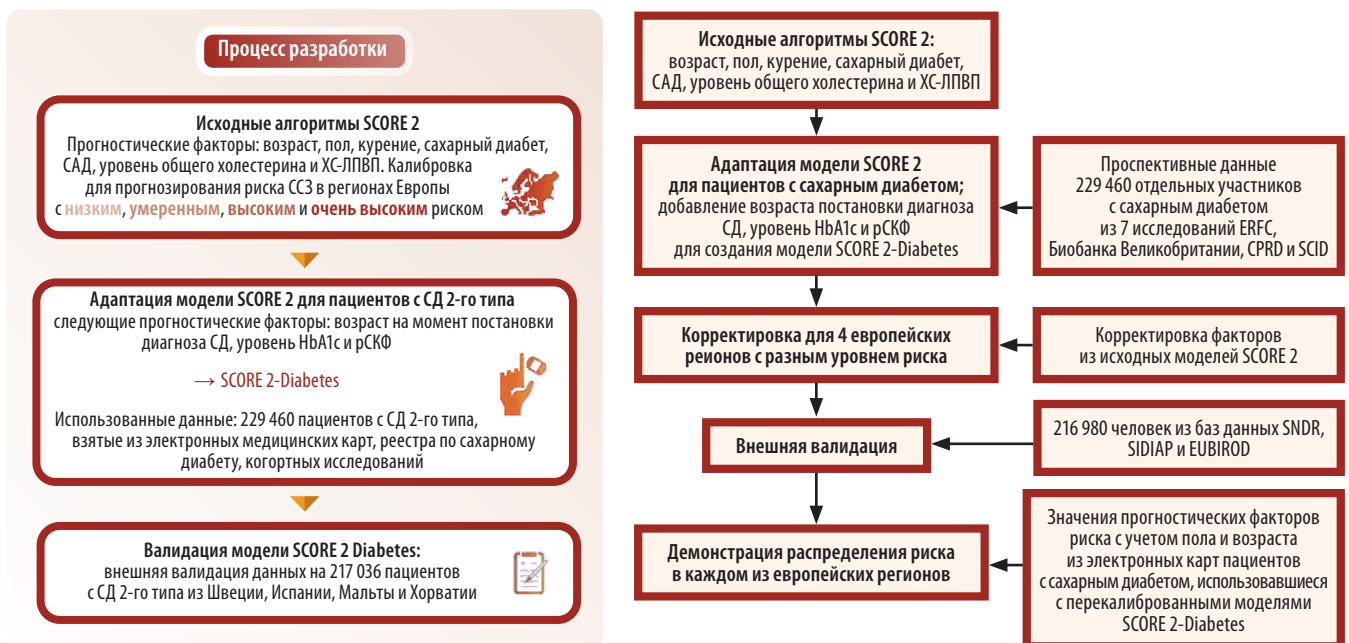 Процесс разработки
Исходные алгоритмы SCORE 2
Прогностические факторы: возраст, пол, курение, сахарный диабет,
САД, уровень общего холестерина и ХС-ЛПВП. Калибровка
для прогнозирования риска ССЗ в регионах Европы
с низким, умеренным, высоким и очень высоким риском
Адаптация модели SCORE 2 для пациентов с СД 2-го типа
следующие прогностические факторы: возраст на момент постановки
диагноза СД, уровень HbA1c и рСКФ
→ SCORE 2-Diabetes
Использованные данные: 229 460 пациентов с СД 2-го типа,
взятые из электронных медицинских карт, реестра по сахарному
диабету, когортных исследований
Валидация модели SCORE 2 Diabetes:
внешняя валидация данных на 217 036 пациентов
с СД 2-го типа из Швеции, Испании, Мальты и Хорватии
Исходные алгоритмы SCORE 2:
возраст, пол, курение, сахарный диабет,
САД, уровень общего холестерина и ХС-ЛПВП
Адаптация модели SCORE 2
для пациентов с сахарным диабетом;
добавление возраста постановки диагноза
СД, уровень HbA1c и рСКФ
для создания модели SCORE 2-Diabetes
Проспективные данные
229 460 отдельных участников
с сахарным диабетом
из 7 исследований ERFC,
Биобанка Великобритании, CPRD и SCID
Корректировка для 4 европейских
реионов с разным уровнем риска
Корректировка факторов
из исходных моделей SCORE 2
Внешняя валидация
216 980 человек из баз данных SNDR,
SIDIAP и EUBIROD
Демонстрация распределения риска
в каждом из европейских регионов
Значения прогностических факторов
риска с учетом пола и возраста
из электронных карт пациентов
с сахарным диабетом, использовавшиеся
с перекалиброванными моделями
SCORE 2-Diabetes